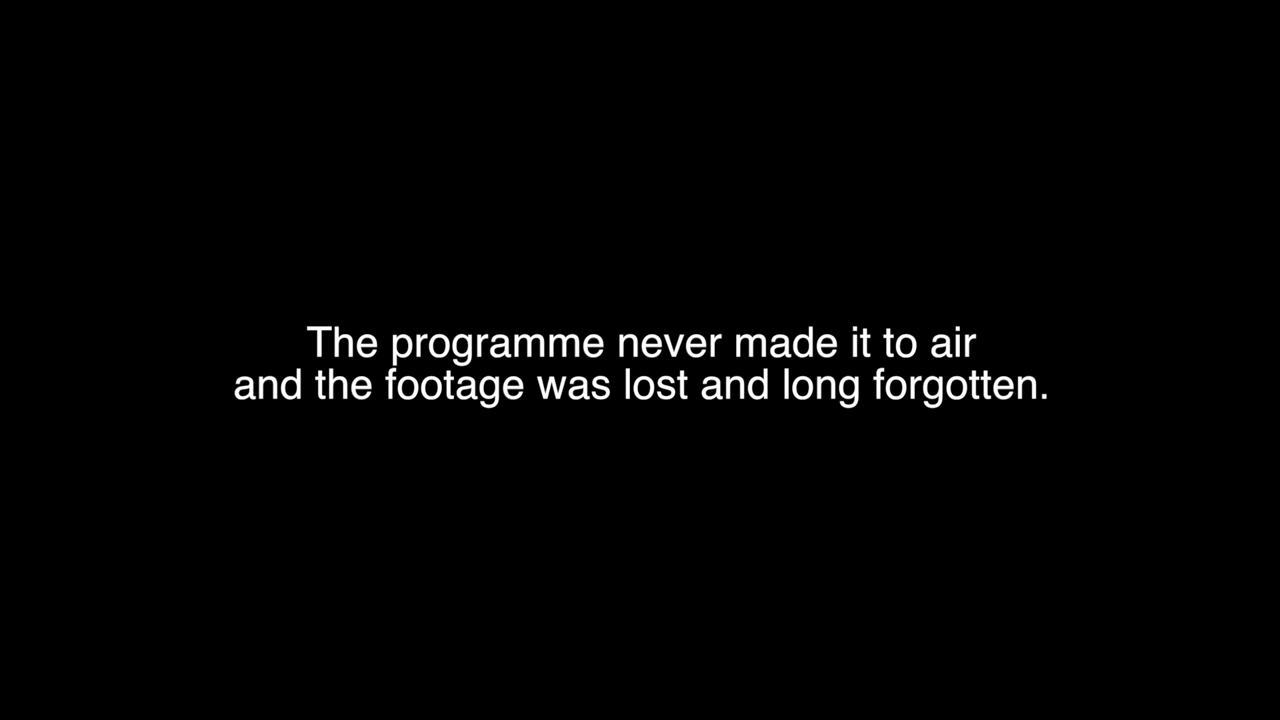 The programme never made it to air
and the footage was lost and long forgotten.